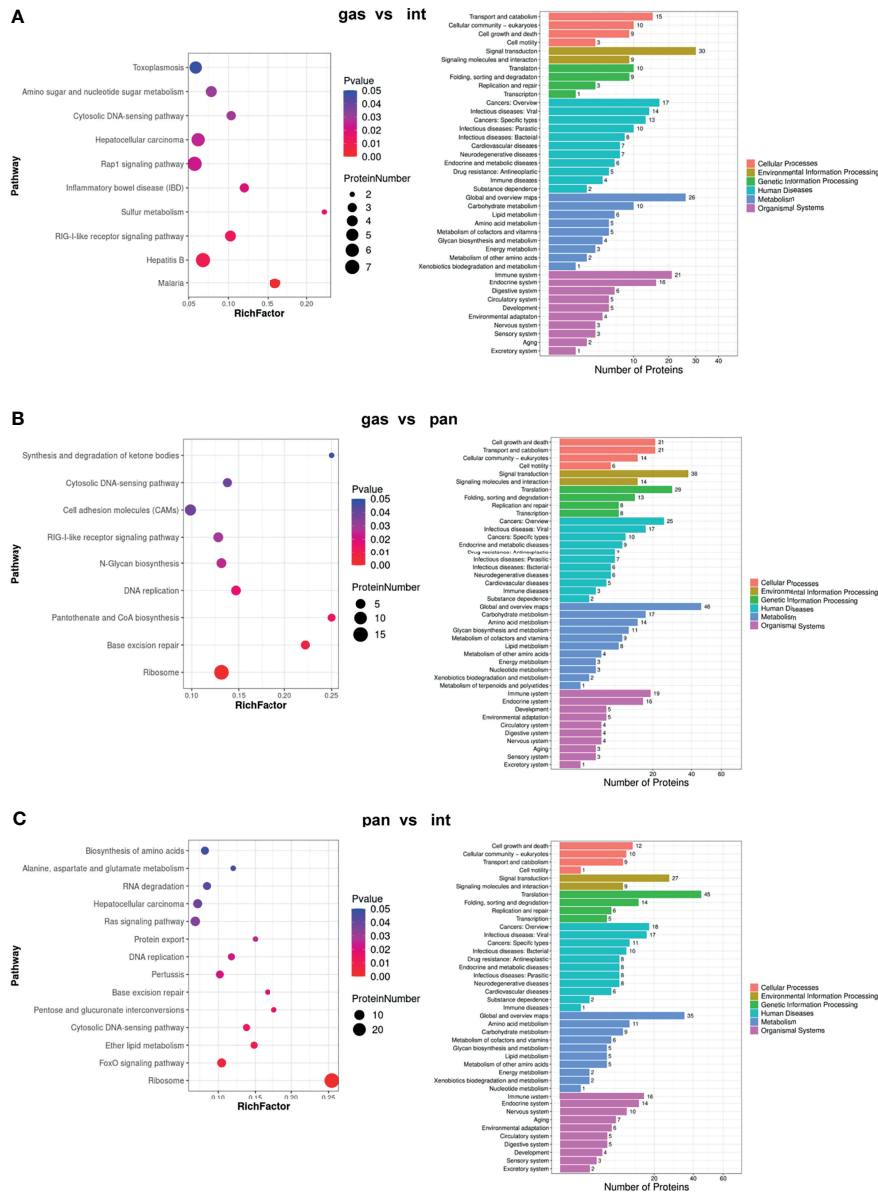 A
gas vs int
Pathway
Toxoplasmosis
Amino sugar and nucleotide sugar metabolism
Cytosolic DNA-sensing pathway
Hepatocellular carcinoma
Rap1 signaling pathway
Inflammatory bowel disease (IBD)
Sulfur metabolism
RIG-I-like receptor signaling pathway
Hepatitis B
Malaria
0.05 0.10 0.15 0.20
RichFactor
Pvalue
0.05
0.04
0.03
0.02
0.01
0.00
ProteinNumber
2
3
4
5
6
7
Transport and catabolism 15
Cellular community - eukaryotes 10
Cell growth and death 9
Cell motility 3
Signal transduction 30
Signaling molecules and interaction 9
Translation 10
Folding, sorting and degradation 9
Replication and repair 3
Transcription 1
Cancers: Overview 17
Infectious diseases: Viral 14
Cancers: Specific types 13
Infectious diseases: Parasitic 10
Infectious diseases: Bacterial 8
Cardiovascular diseases 7
Neurodegenerative diseases 7
Endocrine and metabolic diseases 6
Drug resistance: Antineoplastic 5
Immune diseases 4
Substance dependence 2
Global and overview maps 26
Carbohydrate metabolism 10
Lipid metabolism 6
Amino acid metabolism 5
Metabolism of cofactors and vitamins 5
Glycan biosynthesis and metabolism 4
Energy metabolism 3
Metabolism of other amino acids 2
Xenobiotics biodegradation and metabolism 1
Immune system 21
Endocrine system 16
Digestive system 6
Circulatory system 5
Development 5
Environmental adaptation 4
Nervous system 3
Sensory system 3
Aging 2
Excretory system 1
10 20 30 40
Number of Proteins
Cellular Processes
Environmental Information Processing
Genetic Information Processing
Human Diseases
Metabolism
Organismal Systems
B
gas vs pan
Pathway
Synthesis and degradation of ketone bodies
Cytosolic DNA-sensing pathway
Cell adhesion molecules (CAMs)
RIG-I-like receptor signaling pathway
N-Glycan biosynthesis
DNA replication
Pantothenate and CoA biosynthesis
Base excision repair
Ribosome
0.10 0.15 0.20 0.25
RichFactor
Pvalue
0.05
0.04
0.03
0.02
0.01
0.00
ProteinNumber
5
10
15
Cell growth and death 21
Transport and catabolism 21
Cellular community - eukaryotes 14
Cell motility 6
Signal transduction 38
Signaling molecules and interaction 14
Translation 29
Folding, sorting and degradation 13
Replication and repair 8
Transcription 8
Cancers: Overview 25
Infectious diseases: Viral 17
Cancers: Specific types 10
Endocrine and metabolic diseases 9
Drug resistance: Antineoplastic 7
Infectious diseases: Parasitic 7
Infectious diseases: Bacterial 6
Neurodegenerative diseases 6
Cardiovascular diseases 5
Immune diseases 3
Substance dependence 2
Global and overview maps 46
Carbohydrate metabolism 17
Amino acid metabolism 14
Glycan biosynthesis and metabolism 11
Metabolism of cofactors and vitamins 9
Lipid metabolism 8
Metabolism of other amino acids 4
Energy metabolism 3
Nucleotide metabolism 3
Xenobiotics biodegradation and metabolism 2
Metabolism of terpenoids and polyketides 1
Immune system 19
Endocrine system 16
Development 5
Environmental adaptation 5
Circulatory system 4
Digestive system 4
Nervous system 4
Aging 3
Sensory system 3
Excretory system 1
20 40 60
Number of Proteins
Cellular Processes
Environmental Information Processing
Genetic Information Processing
Human Diseases
Metabolism
Organismal Systems
C
pan vs int
Pathway
Biosynthesis of amino acids
Alanine, aspartate and glutamate metabolism
RNA degradation
Hepatocellular carcinoma
Ras signaling pathway
Protein export
DNA replication
Pertussis
Base excision repair
Pentose and glucuronate interconversions
Cytosolic DNA-sensing pathway
Ether lipid metabolism
FoxO signaling pathway
Ribosome
0.10 0.15 0.20 0.25
RichFactor
Pvalue
0.05
0.04
0.03
0.02
0.01
0.00
ProteinNumber
10
20
Cell growth and death 12
Cellular community - eukaryotes 10
Transport and catabolism 9
Cell motility 1
Signal transduction 27
Signaling molecules and interaction 9
Translation 45
Folding, sorting and degradation 14
Replication and repair 6
Transcription 5
Cancers: Overview 18
Infectious diseases: Viral 17
Cancers: Specific types 11
Infectious diseases: Bacterial 10
Drug resistance: Antineoplastic 8
Endocrine and metabolic diseases 8
Infectious diseases: Parasitic 8
Neurodegenerative diseases 8
Cardiovascular diseases 6
Substance dependence 2
Immune diseases 1
Global and overview maps 35
Amino acid metabolism 11
Carbohydrate metabolism 9
Metabolism of cofactors and vitamins 6
Glycan biosynthesis and metabolism 5
Lipid metabolism 5
Metabolism of other amino acids 5
Energy metabolism 2
Xenobiotics biodegradation and metabolism 2
Nucleotide metabolism 1
Immune system 16
Endocrine system 14
Nervous system 10
Aging 7
Environmental adaptation 6
Circulatory system 5
Digestive system 5
Development 4
Sensory system 3
Excretory system 2
20 40 60
Number of Proteins
Cellular Processes
Environmental Information Processing
Genetic Information Processing
Human Diseases
Metabolism
Organismal Systems